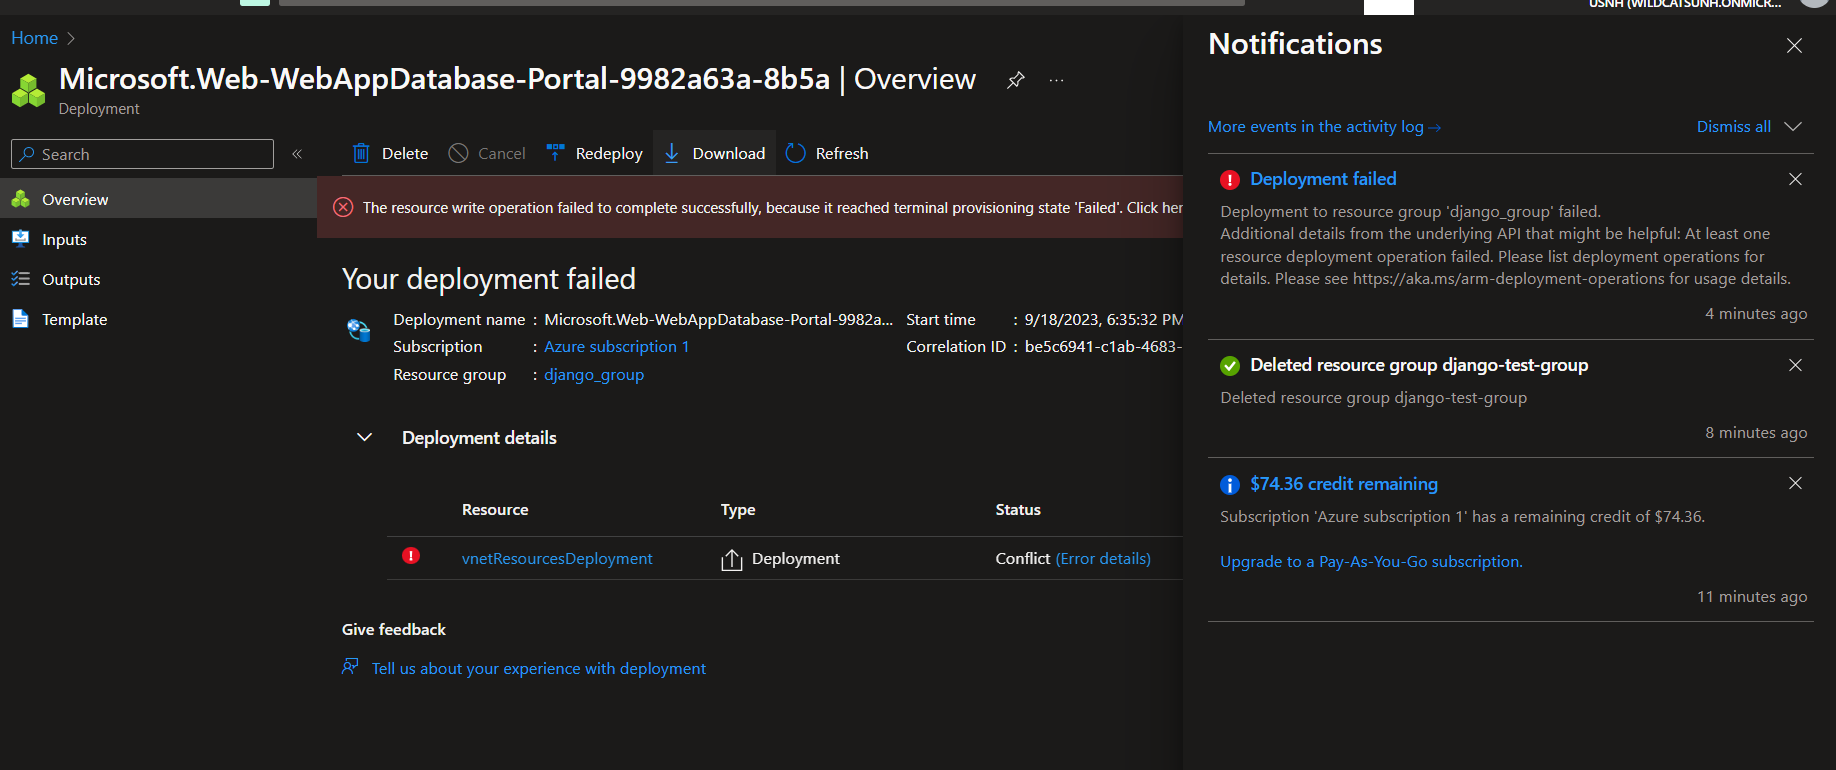 USNH (WILDCATSUNH.ONMICR...
Home
Microsoft.Web-WebAppDatabase-Portal-9982a63a-8b5a | Overview
Deployment
Search
Overview
Inputs
Outputs
Template
Delete
Cancel
Redeploy
Download
Refresh
The resource write operation failed to complete successfully, because it reached terminal provisioning state 'Failed'. Click her
Your deployment failed
Deployment name : Microsoft.Web-WebAppDatabase-Portal-9982a...
Subscription : Azure subscription 1
Resource group : django_group
Start time : 9/18/2023, 6:35:32 PM
Correlation ID : be5c6941-c1ab-4683-
Deployment details
Resource Type Status
vnetResourcesDeployment Deployment Conflict (Error details)
Give feedback
Tell us about your experience with deployment
Notifications
More events in the activity log →
Dismiss all
Deployment failed
Deployment to resource group 'django_group' failed.
Additional details from the underlying API that might be helpful: At least one
resource deployment operation failed. Please list deployment operations for
details. Please see https://aka.ms/arm-deployment-operations for usage details.
4 minutes ago
Deleted resource group django-test-group
Deleted resource group django-test-group
8 minutes ago
$74.36 credit remaining
Subscription 'Azure subscription 1' has a remaining credit of $74.36.
Upgrade to a Pay-As-You-Go subscription.
11 minutes ago